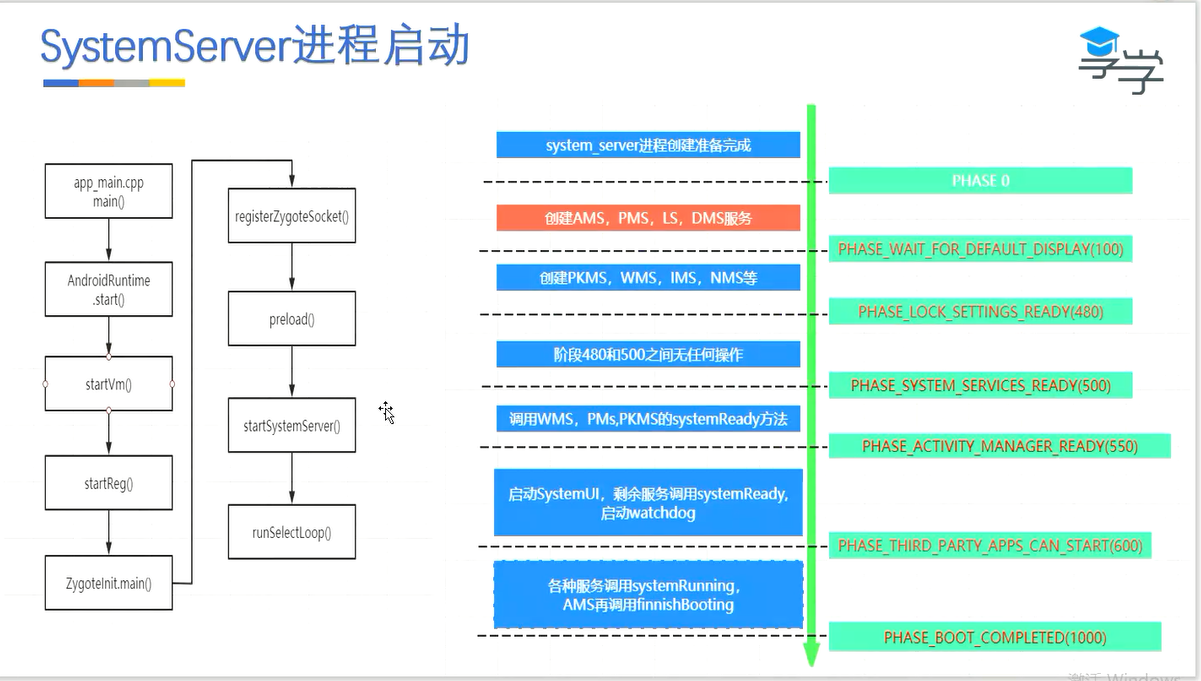 SystemServer进程启动
享学
app_main.cpp
main()
AndroidRuntime
.start()
startVm()
startReg()
ZygoteInit.main()
registerZygoteSocket()
preload()
startSystemServer()
runSelectLoop()
system_server进程创建准备完成
PHASE 0
创建AMS，PMS，LS，DMS服务
PHASE_WAIT_FOR_DEFAULT_DISPLAY(100)
创建PKMS，WMS，IMS，NMS等
PHASE_LOCK_SETTINGS_READY(480)
阶段480和500之间无任何操作
PHASE_SYSTEM_SERVICES_READY(500)
调用WMS，PMs,PKMS的systemReady方法
PHASE_ACTIVITY_MANAGER_READY(550)
启动SystemUI，剩余服务调用systemReady,
启动watchdog
PHASE_THIRD_PARTY_APPS_CAN_START(600)
各种服务调用systemRunning，
AMS再调用finnishBooting
PHASE_BOOT_COMPLETED(1000)
激活 Windows